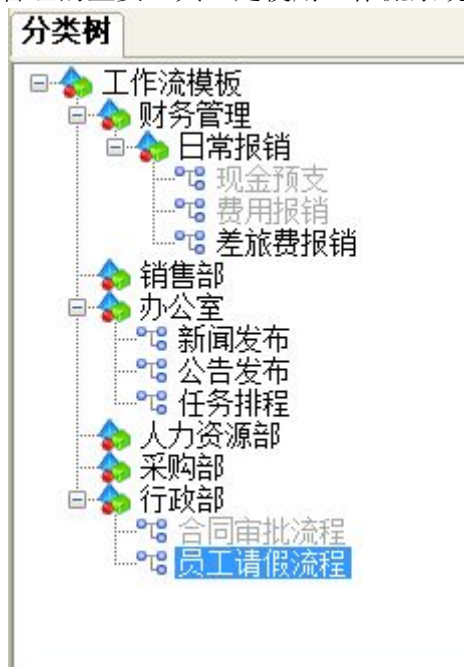 分类树
工作流模板
财务管理
日常报销
现金预支
费用报销
差旅费报销
销售部
办公室
新闻发布
公告发布
任务排程
人力资源部
采购部
行政部
合同审批流程
员工请假流程